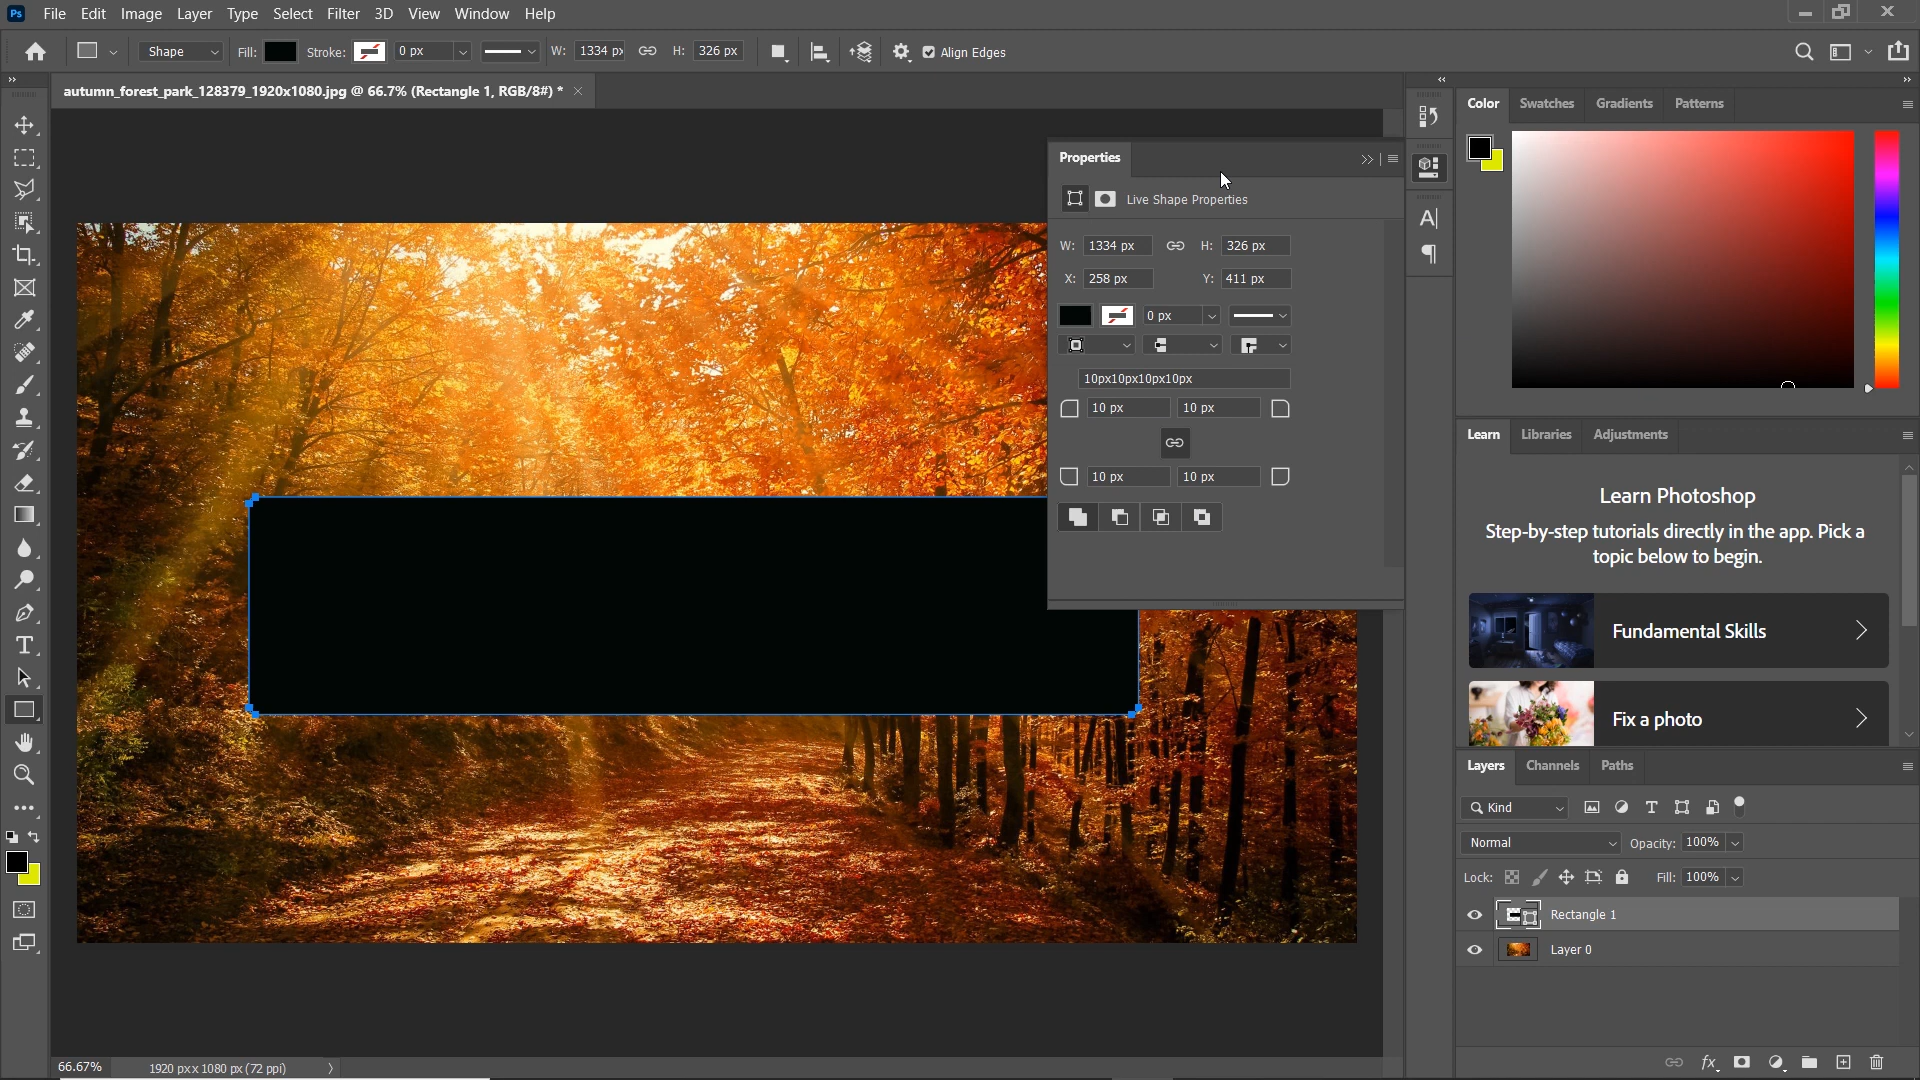 Ps File Edit Image Layer Type Select Filter 3D View Window Help
Shape Fill: Stroke: 0 px W: 1334 px H: 326 px Align Edges
autumn_forest_park_128379_1920x1080.jpg @ 66.7% (Rectangle 1, RGB/8#) *
Color Swatches Gradients Patterns
Properties
Live Shape Properties
W: 1334 px H: 326 px
X: 258 px Y: 411 px
0 px
10px10px10px10px
10 px 10 px
10 px 10 px
Learn Libraries Adjustments
Learn Photoshop
Step-by-step tutorials directly in the app. Pick a
topic below to begin.
Fundamental Skills
Fix a photo
Layers Channels Paths
Kind
Normal Opacity: 100%
Lock: Fill: 100%
Rectangle 1
Layer 0
66.67% 1920 px x 1080 px (72 ppi)